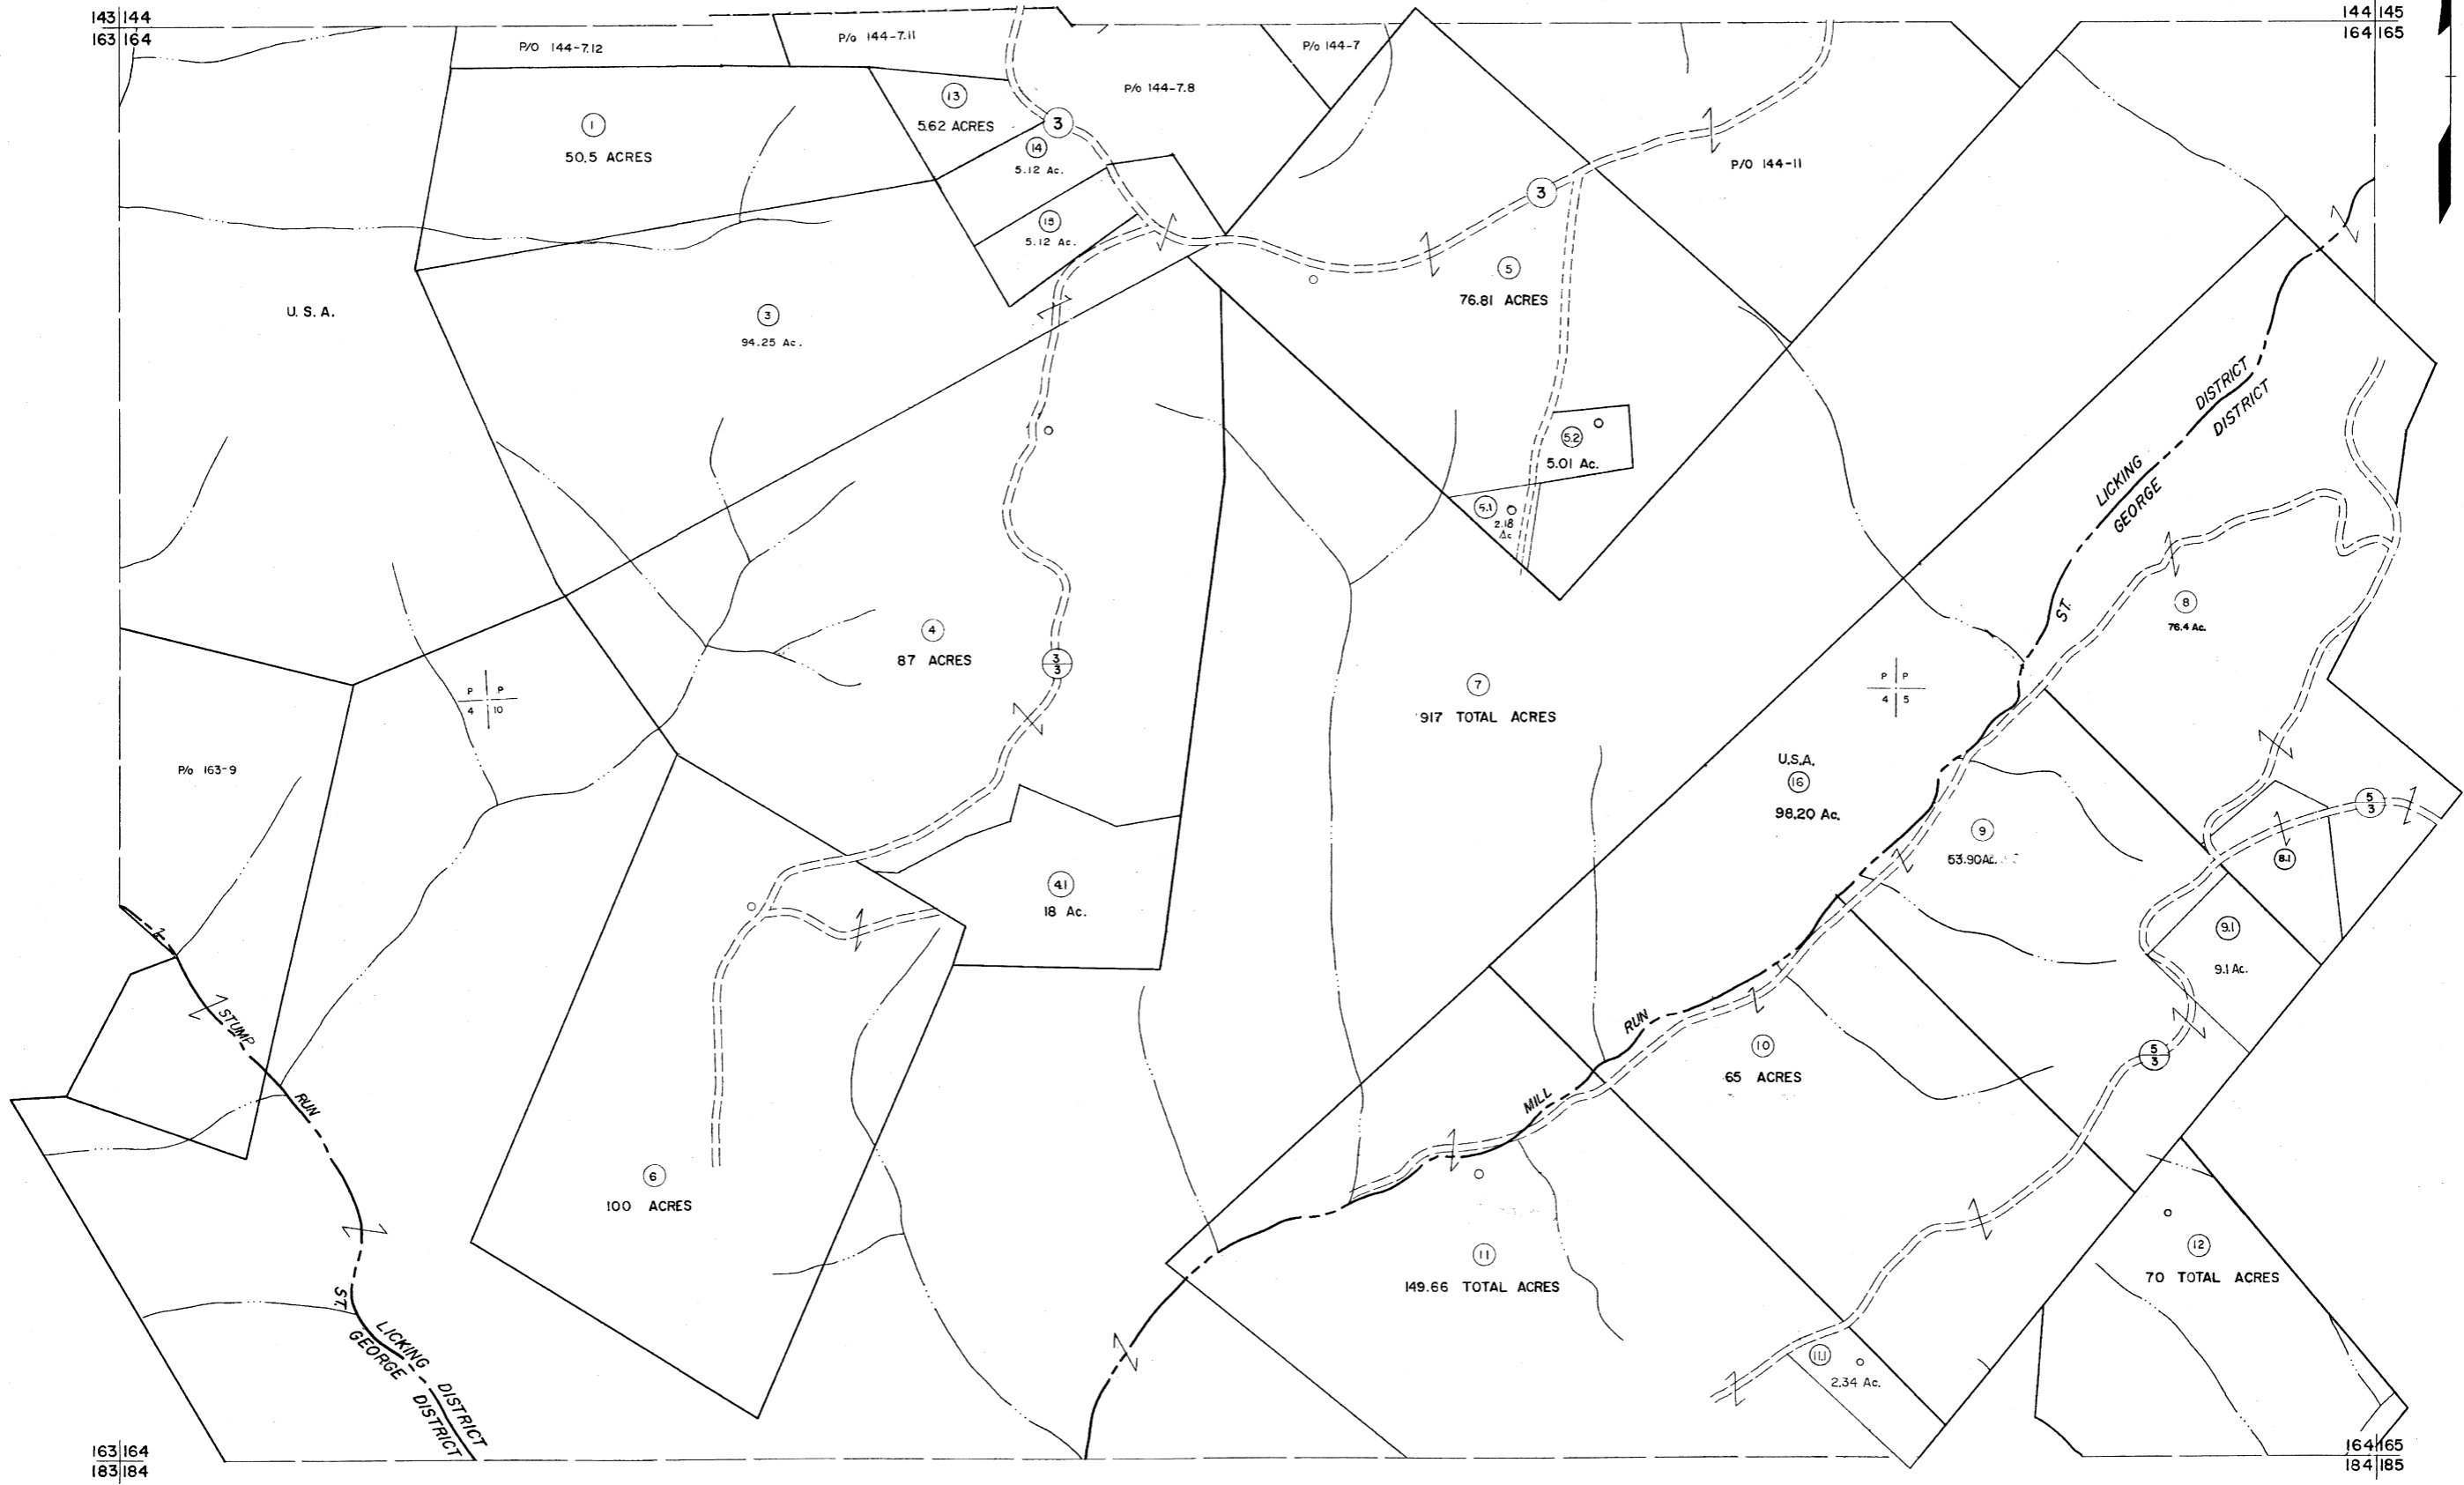 143 144
163 164
144 145
164 165
P/O 144-7.12
P/o 144-7.11
P/o 144-7
P/o 144-7.8
13
5.62 ACRES
3
1
50.5 ACRES
14
5.12 Ac.
P/O 144-11
3
15
5.12 Ac.
5
76.81 ACRES
U. S. A.
3
94.25 Ac.
LICKING DISTRICT
ST. GEORGE DISTRICT
5.2
5.01 Ac.
5.1
2.18
Ac
8
76.4 Ac.
4
87 ACRES
3
3
P P
4 10
7
917 TOTAL ACRES
P P
4 5
P/o 163-9
U.S.A.
16
98.20 Ac.
5
3
9
53.90 Ac.
8.1
4.1
18 Ac.
9.1
9.1 Ac.
STUMP RUN
MILL RUN
10
65 ACRES
5
3
6
100 ACRES
11
149.66 TOTAL ACRES
12
70 TOTAL ACRES
LICKING DISTRICT
ST. GEORGE DISTRICT
11.1
2.34 Ac.
163 164
183 184
164 165
184 185